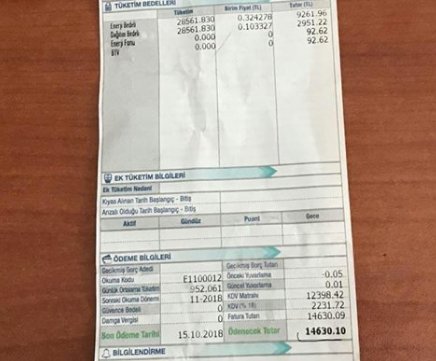 TÜKETİM BEDELLERİ
Tüketim Birim Fiyat (TL) Tutar (TL)
Enerji Bedeli 28561.830 0.324278 9261.96
Dağıtım Bedeli 28561.830 0.103327 2951.22
Enerji Fonu 0.000 0 92.62
BTV 0.000 0 92.62
EK TÜKETİM BİLGİLERİ
Ek Tüketim Nedeni
Kıyas Alınan Tarih Başlangıç - Bitiş
Arızalı Olduğu Tarih Başlangıç - Bitiş
Aktif Gündüz Puant Gece
ÖDEME BİLGİLERİ
Gecikmiş Borç Adedi Gecikmiş Borç Tutarı
Okuma Kodu E1100012 Önceki Yuvarlama -0.05
Günlük Ortalama Tüketim 952.061 Güncel Yuvarlama 0.01
Sonraki Okuma Dönemi 11-2018 KDV Matrahı 12398.42
Güvence Bedeli 0 KDV (% 18) 2231.72
Damga Vergisi 0 Fatura Tutarı 14630.09
Son Ödeme Tarihi 15.10.2018 Ödenecek Tutar 14630.10
BİLGİLENDİRME